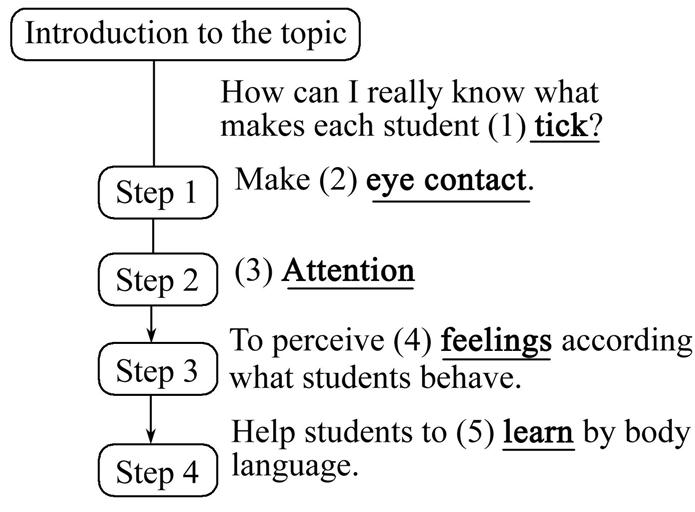 Introduction to the topic
How can I really know what
makes each student (1) tick?
Step 1
Make (2) eye contact.
Step 2
(3) Attention
Step 3
To perceive (4) feelings according
what students behave.
Step 4
Help students to (5) learn by body
language.